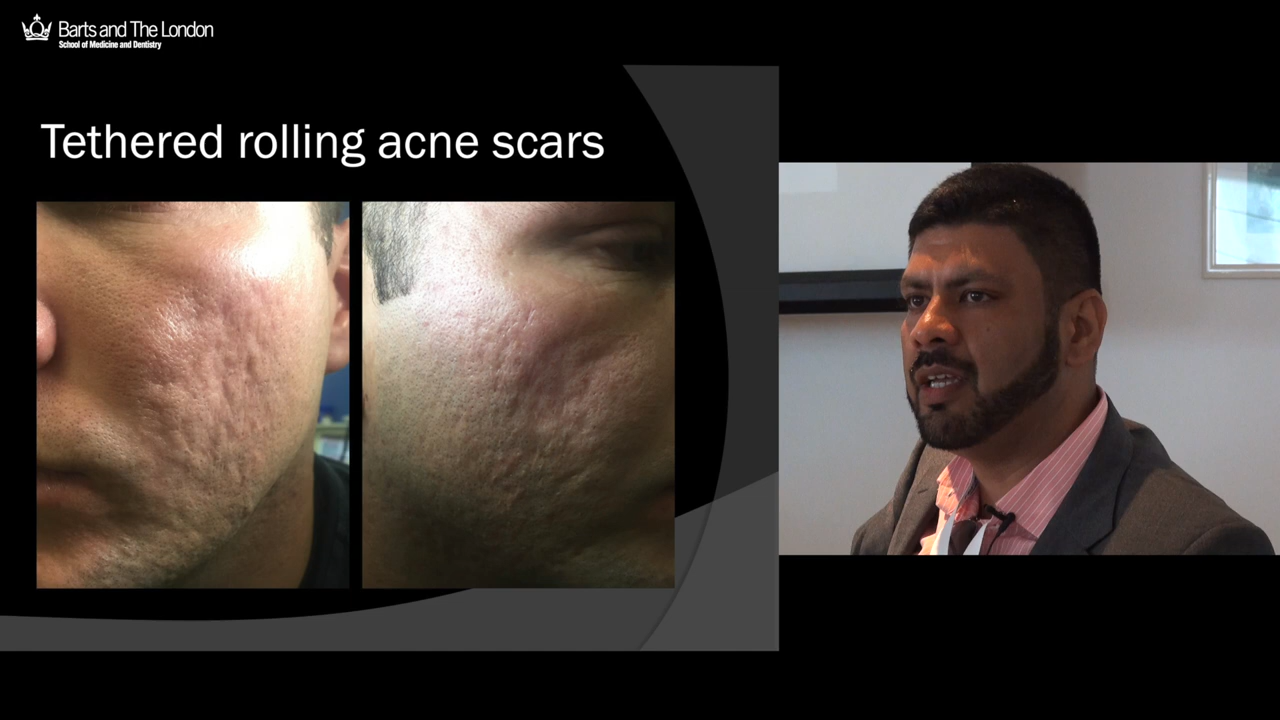 Barts and The London
School of Medicine and Dentistry
Tethered rolling acne scars